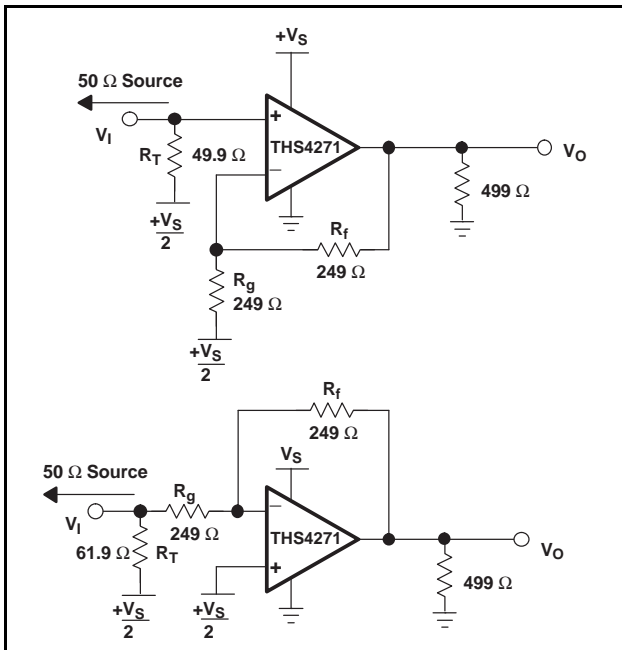 +VS
50 Ω Source
VI
+
THS4271
VO
RT
49.9 Ω
−
499 Ω
+VS
2
Rf
249 Ω
Rg
249 Ω
+VS
2
Rf
249 Ω
50 Ω Source
VS
Rg
VI
249 Ω
−
THS4271
VO
61.9 Ω
RT
+
499 Ω
+VS
2
+VS
2